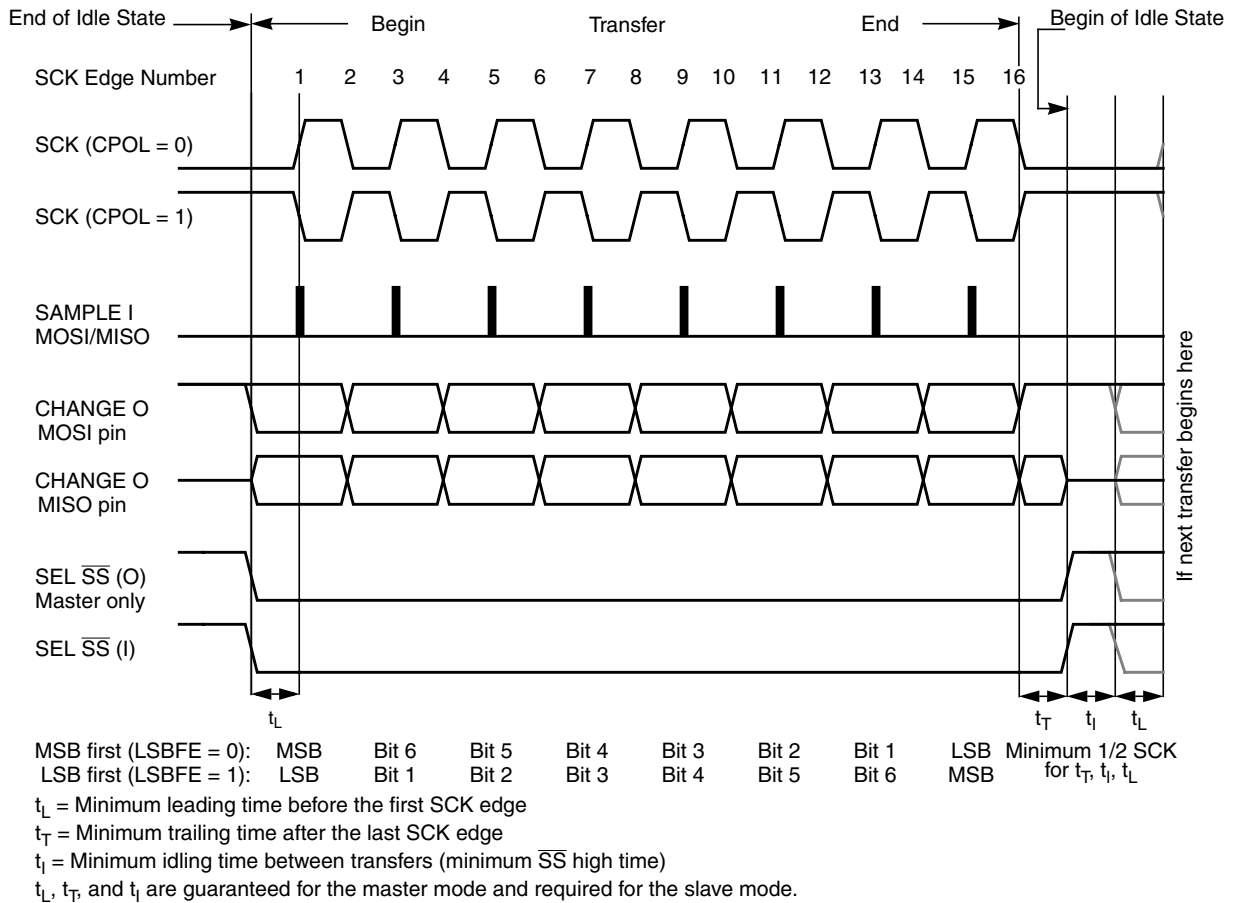 End of Idle State
Begin
Transfer
End
Begin of Idle State
SCK Edge Number
1 2 3 4 5 6 7 8 9 10 11 12 13 14 15 16
SCK (CPOL = 0)
SCK (CPOL = 1)
SAMPLE I
MOSI/MISO
CHANGE O
MOSI pin
CHANGE O
MISO pin
SEL S̅S̅ (O)
Master only
SEL S̅S̅ (I)
If next transfer begins here
tL
tT tI tL
MSB first (LSBFE = 0): MSB Bit 6 Bit 5 Bit 4 Bit 3 Bit 2 Bit 1 LSB
LSB first (LSBFE = 1): LSB Bit 1 Bit 2 Bit 3 Bit 4 Bit 5 Bit 6 MSB
Minimum 1/2 SCK
for tT, tI, tL
tL = Minimum leading time before the first SCK edge
tT = Minimum trailing time after the last SCK edge
tI = Minimum idling time between transfers (minimum S̅S̅ high time)
tL, tT, and tI are guaranteed for the master mode and required for the slave mode.